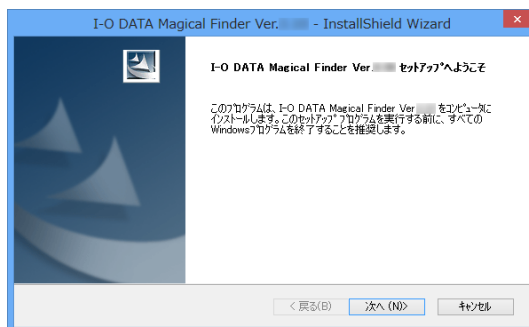 I-O DATA Magical Finder Ver. - InstallShield Wizard
I-O DATA Magical Finder Ver. ｾｯﾄｱｯﾌﾟへようこそ
このﾌﾟﾛｸﾞﾗﾑは、I-O DATA Magical Finder Ver をｺﾝﾋﾟｭｰﾀに
ｲﾝｽﾄｰﾙします。このｾｯﾄｱｯﾌﾟ ﾌﾟﾛｸﾞﾗﾑを実行する前に、すべての
Windowsﾌﾟﾛｸﾞﾗﾑを終了することを推奨します。
< 戻る(B)
次へ (N)>
ｷｬﾝｾﾙ